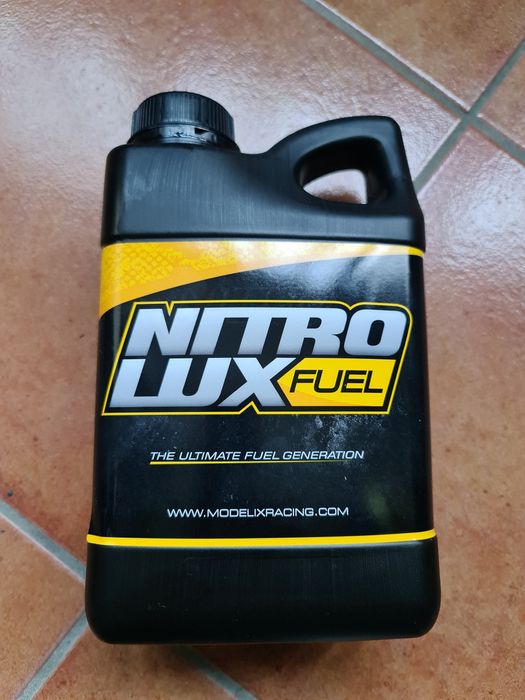 NITRO
LUX FUEL
THE ULTIMATE FUEL GENERATION
WWW.MODELIXRACING.COM